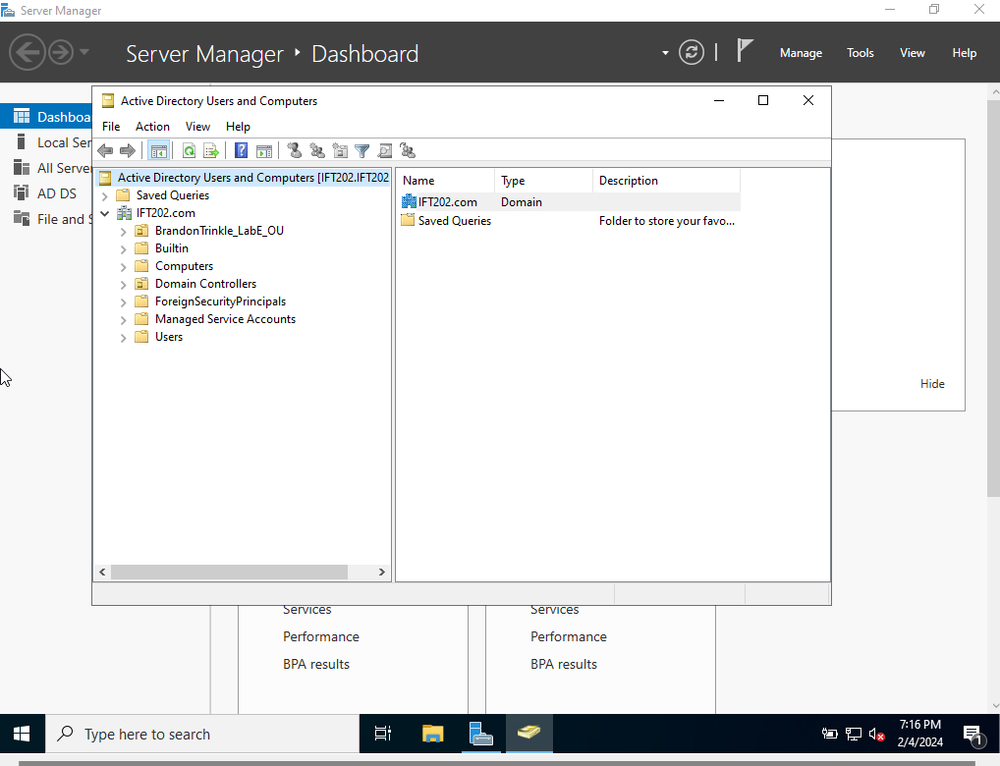 Server Manager
Server Manager ‣ Dashboard
Manage Tools View Help
Active Directory Users and Computers
File Action View Help
Dashboa
Local Ser
All Server
AD DS
File and S
Active Directory Users and Computers [IFT202.IFT202
Saved Queries
IFT202.com
BrandonTrinkle_LabE_OU
Builtin
Computers
Domain Controllers
ForeignSecurityPrincipals
Managed Service Accounts
Users
Name Type Description
IFT202.com Domain
Saved Queries Folder to store your favo...
Hide
Services Services
Performance Performance
BPA results BPA results
Type here to search
7:16 PM
2/4/2024
1